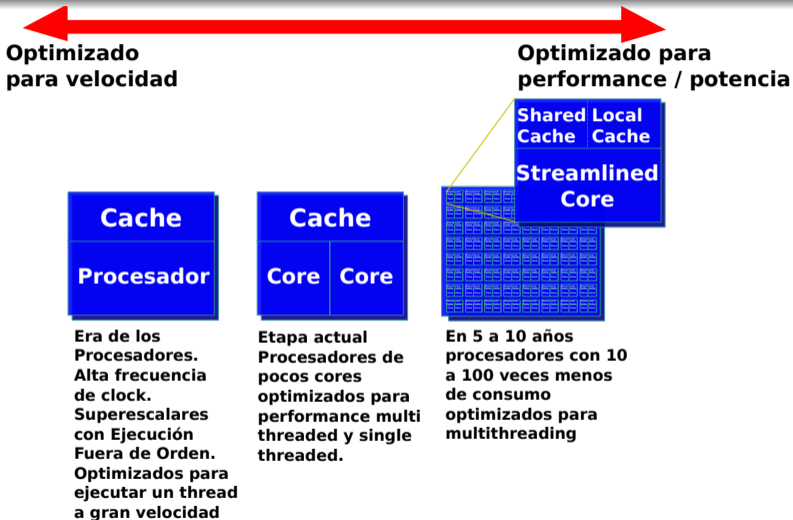 Optimizado
para velocidad
Optimizado para
performance / potencia
Shared Local
Cache Cache
Streamlined
Core
Cache
Procesador
Cache
Core Core
Era de los
Procesadores.
Alta frecuencia
de clock.
Superescalares
con Ejecución
Fuera de Orden.
Optimizados para
ejecutar un thread
a gran velocidad
Etapa actual
Procesadores de
pocos cores
optimizados para
performance multi
threaded y single
threaded.
En 5 a 10 años
procesadores con 10
a 100 veces menos
de consumo
optimizados para
multithreading